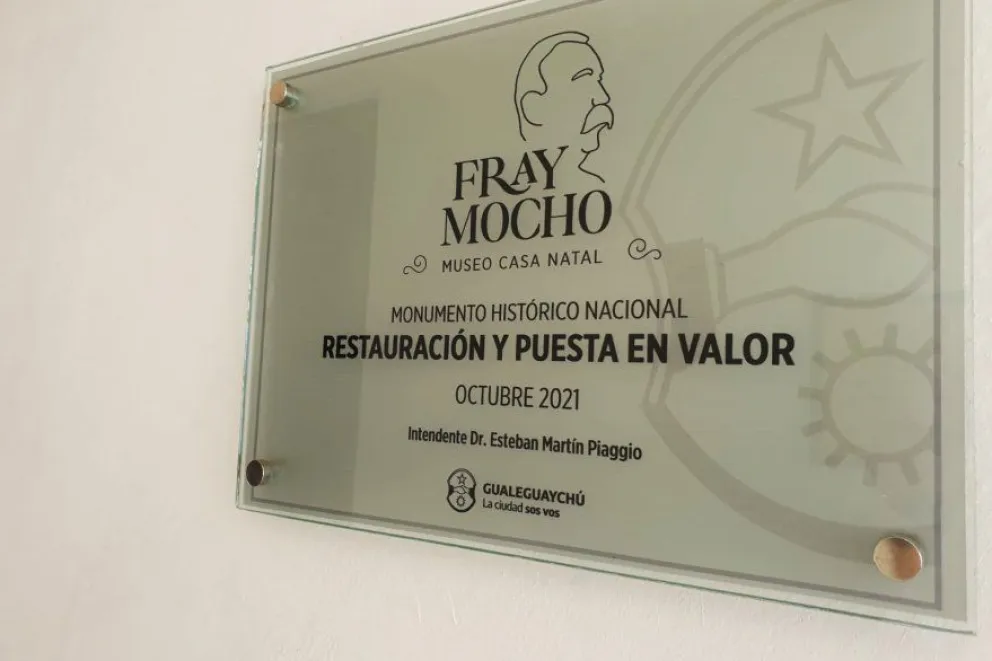 FRAY
MOCHO
MUSEO CASA NATAL
MONUMENTO HISTÓRICO NACIONAL
RESTAURACIÓN Y PUESTA EN VALOR
OCTUBRE 2021
Intendente Dr. Esteban Martín Piaggio
GUALEGUAYCHÚ
La ciudad sos vos